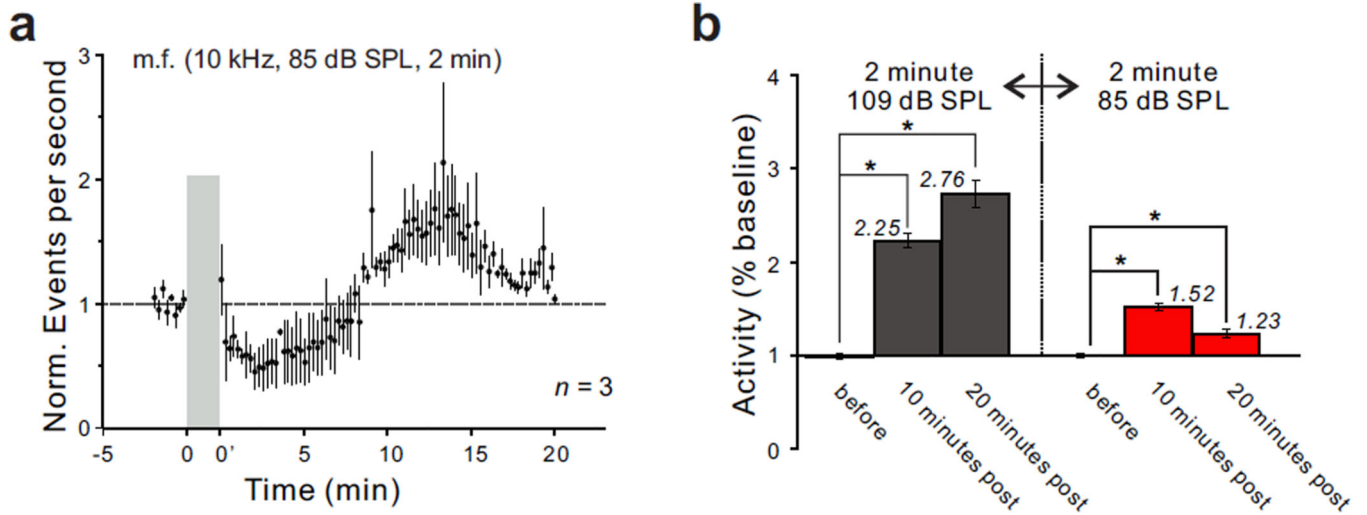 a
m.f. (10 kHz, 85 dB SPL, 2 min)
Norm. Events per second
3
2
1
0
n = 3
-5 0 0' 5 10 15 20
Time (min)
b
2 minute
109 dB SPL
2 minute
85 dB SPL
Activity (% baseline)
4
3
2
1
0
*
*
2.76
2.25
*
*
1.52
1.23
before
10 minutes post
20 minutes post
before
10 minutes post
20 minutes post